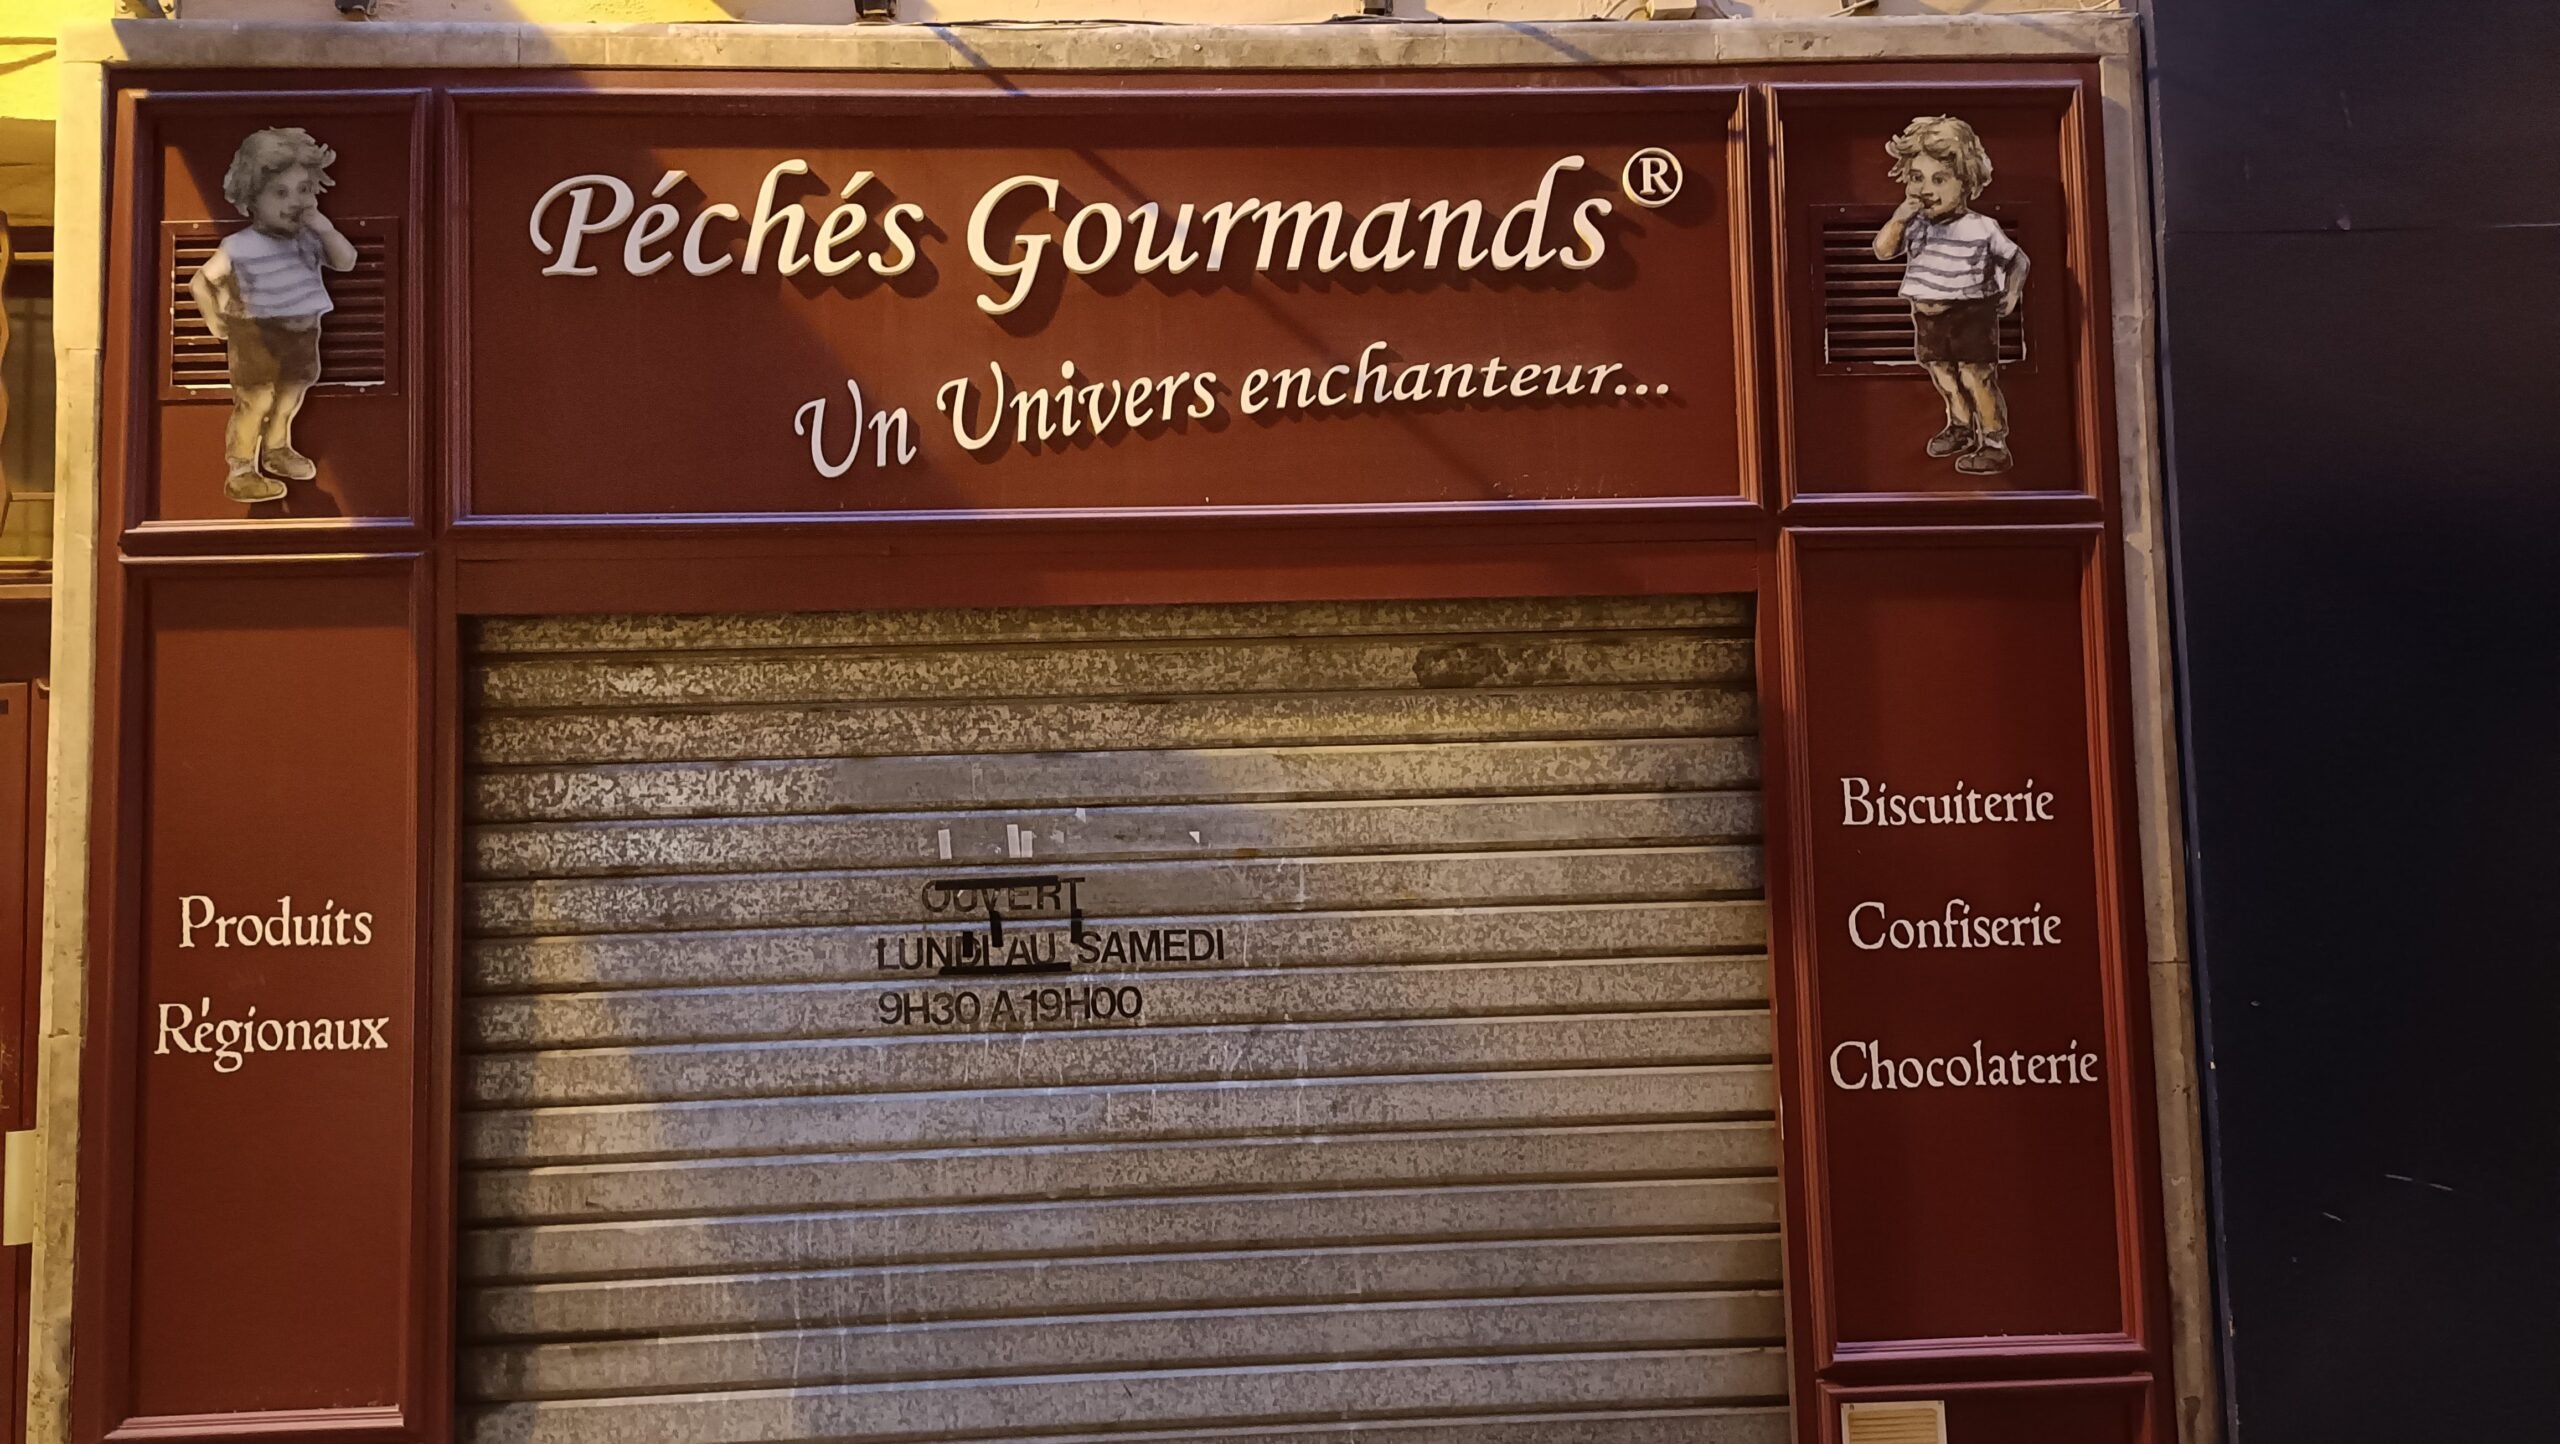 Péchés Gourmands®
Un Univers enchanteur...
Produits
Régionaux
OUVERT
LUNDI AU SAMEDI
9H30 A 19H00
Biscuiterie
Confiserie
Chocolaterie